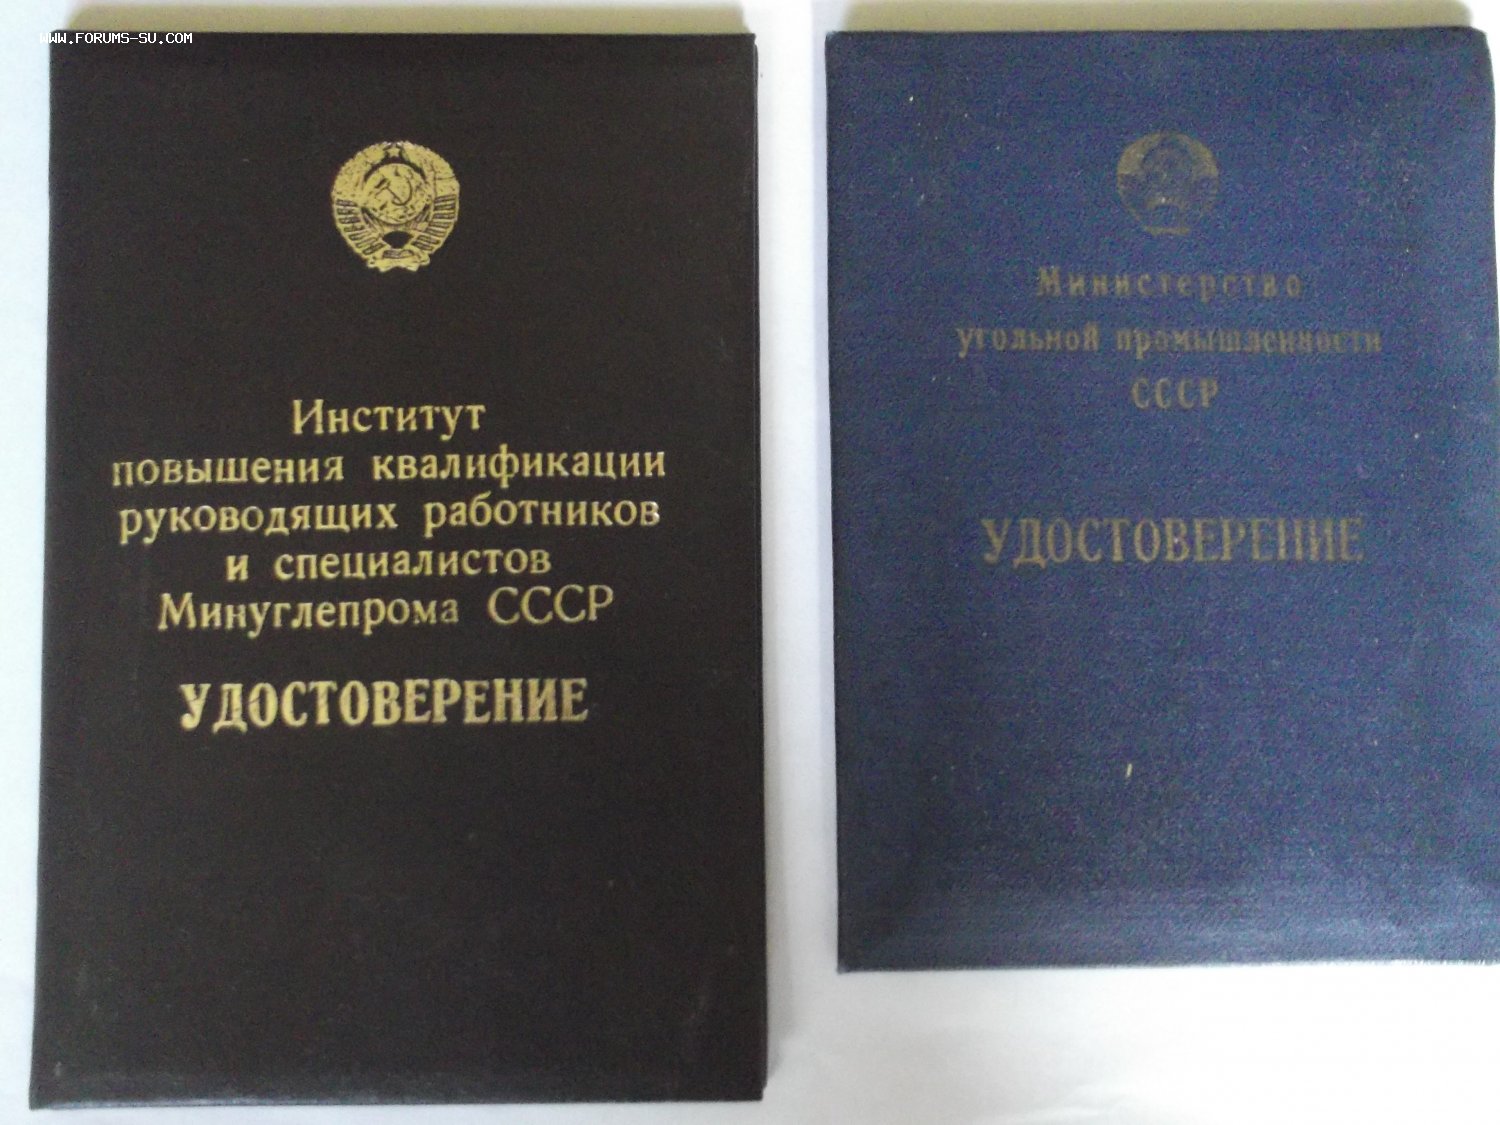 WWW.FORUMS-SU.COM
Институт
повышения квалификации
руководящих работников
и специалистов
Минуглепрома СССР
УДОСТОВЕРЕНИЕ
Министерство
угольной промышленности
СССР
УДОСТОВЕРЕНИЕ